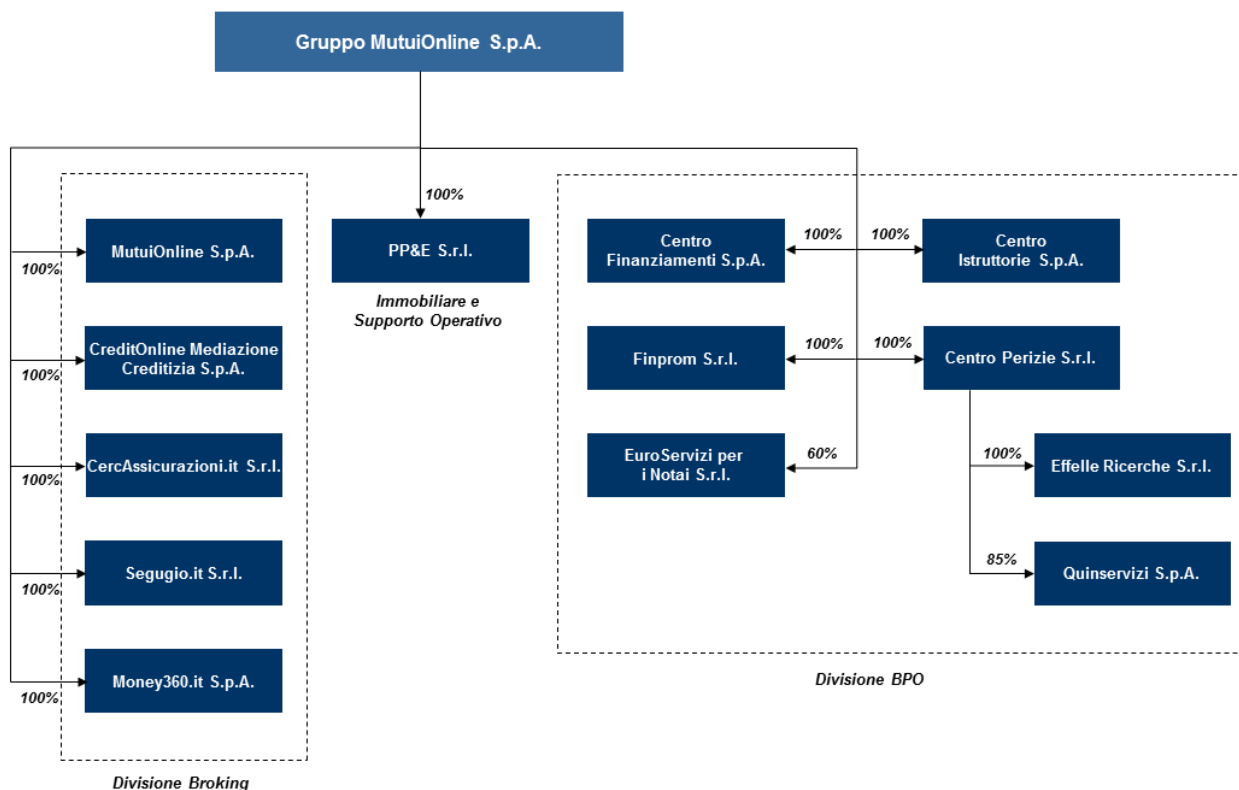 Gruppo MutuiOnline S.p.A.
100%
MutuiOnline S.p.A.
100%
CreditOnline Mediazione
Creditizia S.p.A.
100%
CercAssicurazioni.it S.r.l.
100%
Segugio.it S.r.l.
100%
Money360.it S.p.A.
100%
Divisione Broking
PP&E S.r.l.
Immobiliare e
Supporto Operativo
Centro
Finanziamenti S.p.A.
100%
100%
Centro
Istruttorie S.p.A.
Finprom S.r.l.
100%
100%
Centro Perizie S.r.l.
EuroServizi per
i Notai S.r.l.
60%
100%
Effelle Ricerche S.r.l.
85%
Quinservizi S.p.A.
Divisione BPO